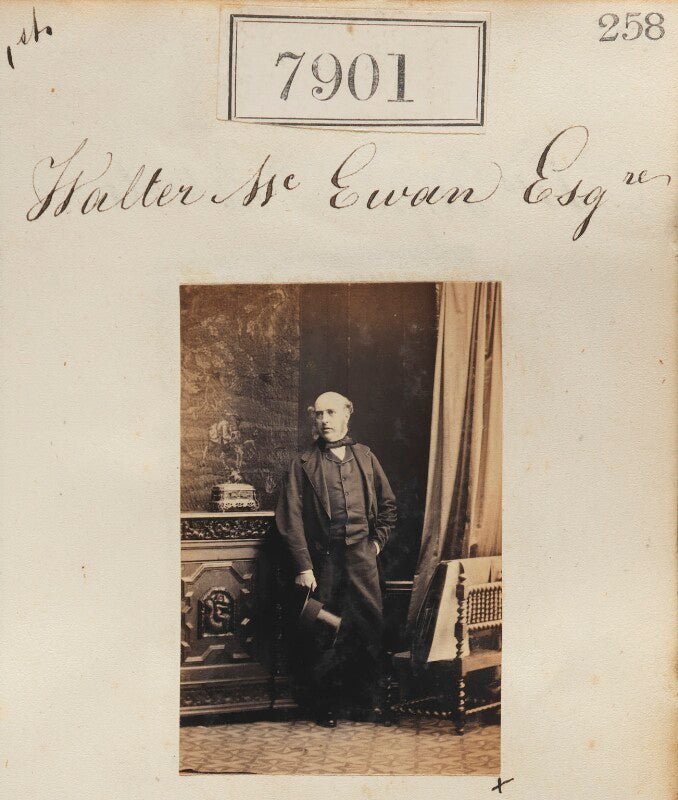 1st.
258
7901
Walter Mc Ewan Esqre
x